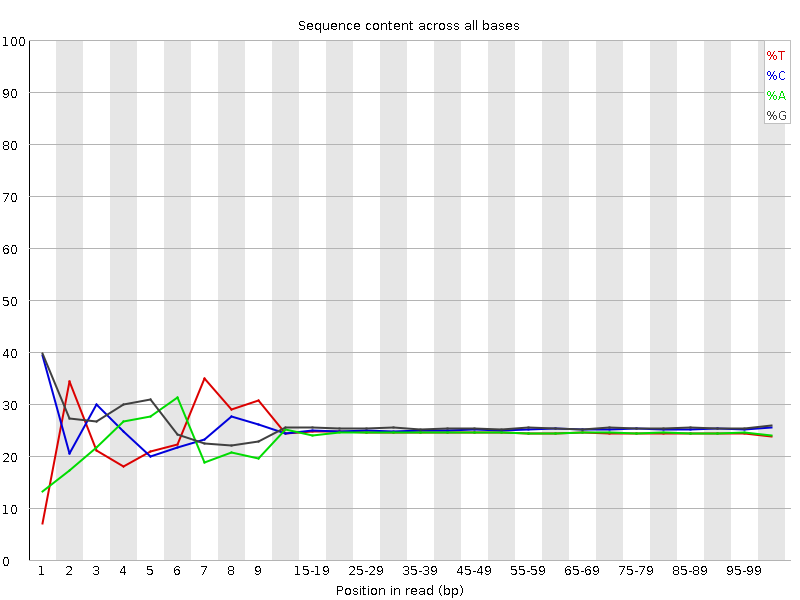 Sequence content across all bases
100
90
80
70
60
50
40
30
20
10
0
%T
%C
%A
%G
1 2 3 4 5 6 7 8 9 15-19 25-29 35-39 45-49 55-59 65-69 75-79 85-89 95-99
Position in read (bp)